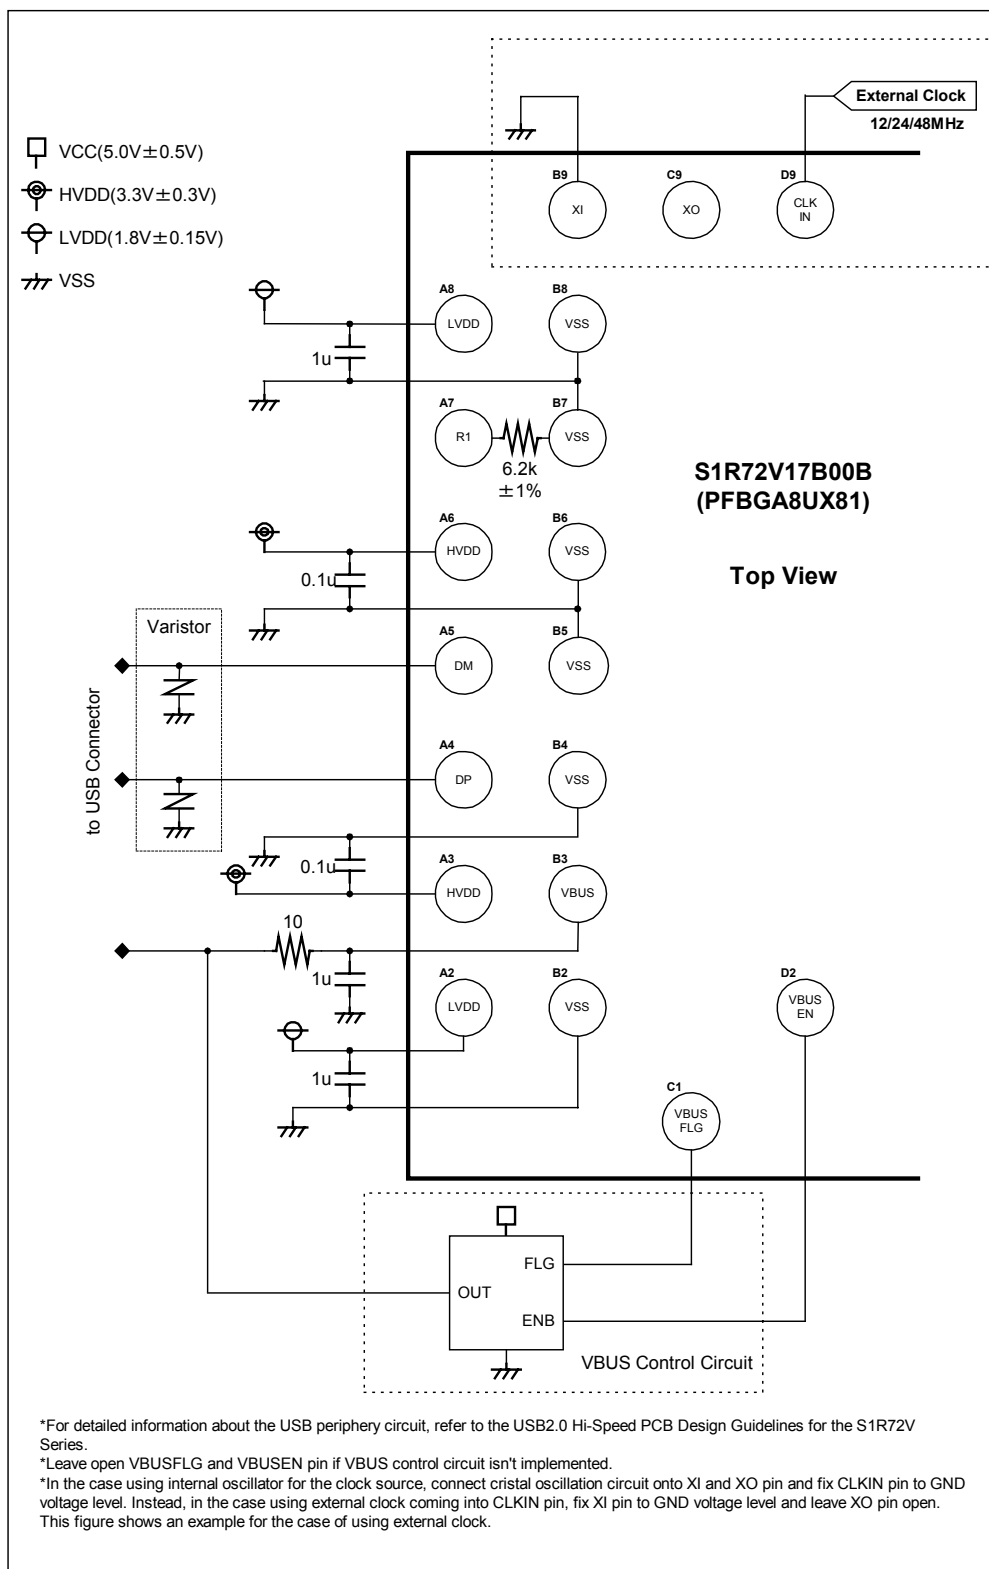 External Clock
12/24/48MHz
VCC(5.0V±0.5V)
HVDD(3.3V±0.3V)
LVDD(1.8V±0.15V)
VSS
B9
C9
D9
XI
XO
CLK
IN
A8
B8
LVDD
VSS
1u
A7
B7
R1
VSS
6.2k
±1%
S1R72V17B00B
(PFBGA8UX81)
Top View
A6
B6
HVDD
VSS
0.1u
Varistor
A5
B5
DM
VSS
to USB Connector
A4
B4
DP
VSS
0.1u
A3
B3
HVDD
VBUS
10
1u
A2
B2
D2
LVDD
VSS
VBUS
EN
1u
C1
VBUS
FLG
FLG
OUT
ENB
VBUS Control Circuit
*For detailed information about the USB periphery circuit, refer to the USB2.0 Hi-Speed PCB Design Guidelines for the S1R72V
Series.
*Leave open VBUSFLG and VBUSEN pin if VBUS control circuit isn't implemented.
*In the case using internal oscillator for the clock source, connect cristal oscillation circuit onto XI and XO pin and fix CLKIN pin to GND
voltage level. Instead, in the case using external clock coming into CLKIN pin, fix XI pin to GND voltage level and leave XO pin open.
This figure shows an example for the case of using external clock.